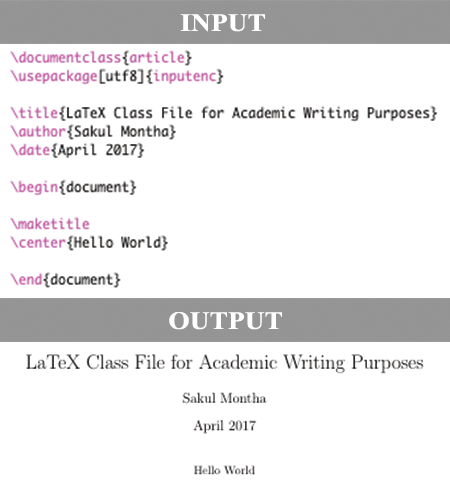 INPUT
\documentclass{article}
\usepackage[utf8]{inputenc}
\title{LaTeX Class File for Academic Writing Purposes}
\author{Sakul Montha}
\date{April 2017}
\begin{document}
\maketitle
\center{Hello World}
\end{document}
OUTPUT
LaTeX Class File for Academic Writing Purposes
Sakul Montha
April 2017
Hello World